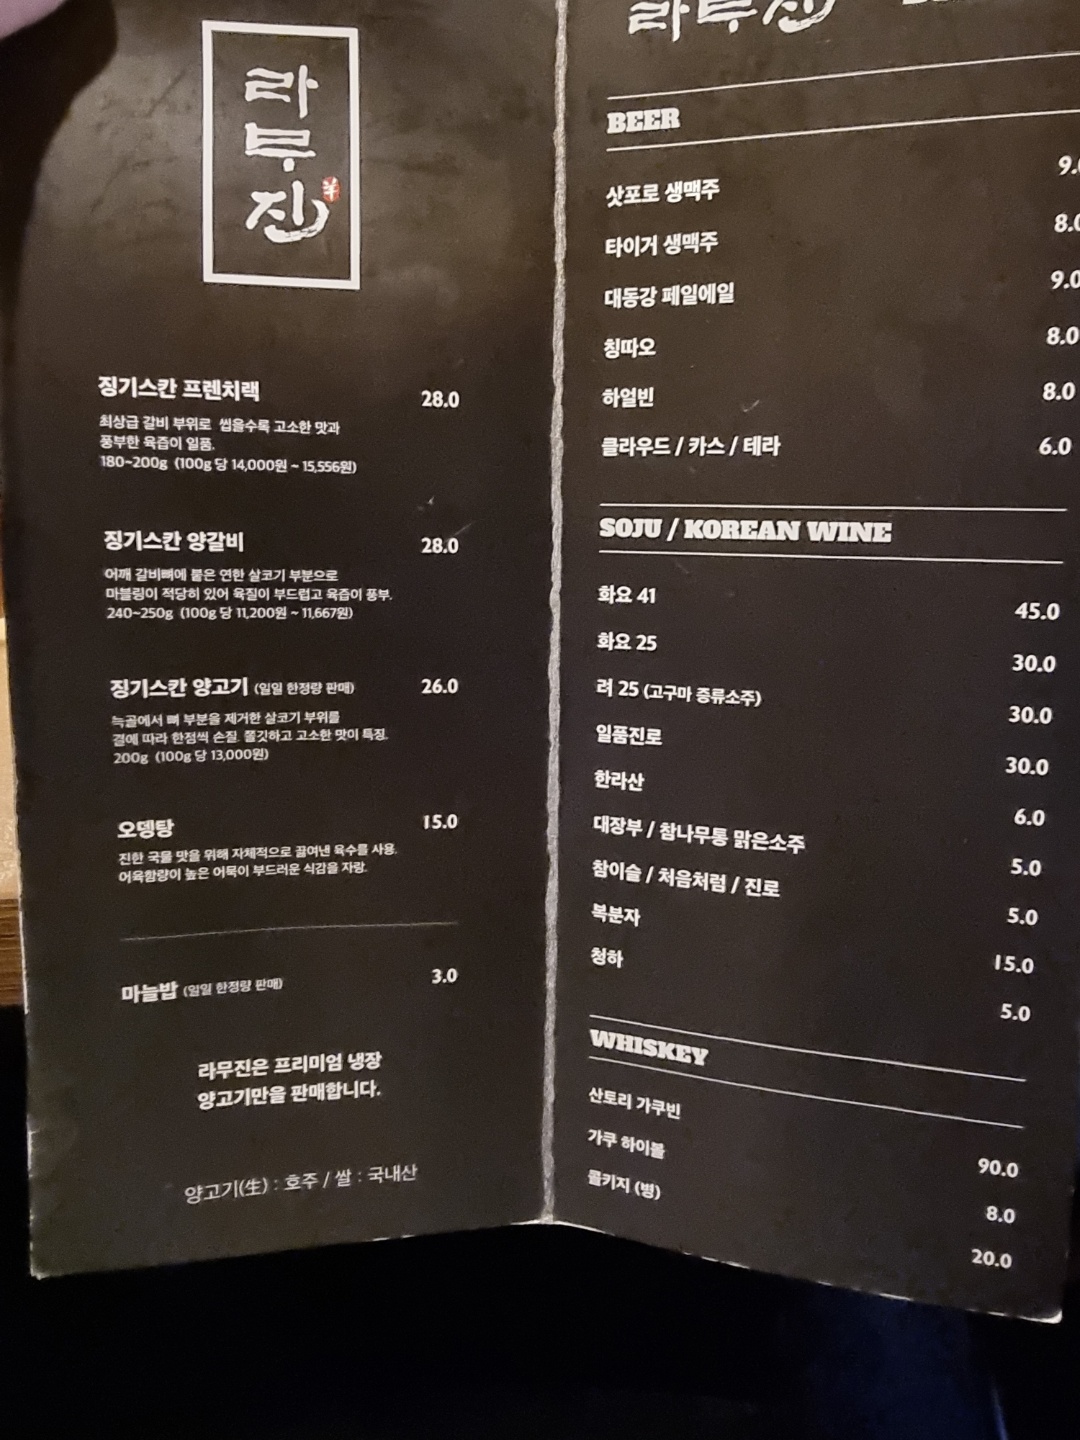 라무진
징기스칸 프렌치랙 28.0
최상급 갈비 부위로 씹을수록 고소한 맛과
풍부한 육즙이 일품.
180~200g (100g 당 14,000원 ~ 15,556원)
징기스칸 양갈비 28.0
어깨 갈비뼈에 붙은 연한 살코기 부분으로
마블링이 적당히 있어 육질이 부드럽고 육즙이 풍부.
240~250g (100g 당 11,200원 ~ 11,667원)
징기스칸 양고기 (일일 한정량 판매) 26.0
늑골에서 뼈 부분을 제거한 살코기 부위를
결에 따라 한점씩 손질. 쫄깃하고 고소한 맛이 특징.
200g (100g 당 13,000원)
오뎅탕 15.0
진한 국물 맛을 위해 자체적으로 끓여낸 육수를 사용.
어육함량이 높은 어묵이 부드러운 식감을 자랑.
마늘밥 (일일 한정량 판매) 3.0
라무진은 프리미엄 냉장
양고기만을 판매합니다.
양고기(生) : 호주 / 쌀 : 국내산
라무진
BEER
삿포로 생맥주 9.0
타이거 생맥주 8.0
대동강 페일에일 9.0
칭따오 8.0
하얼빈 8.0
클라우드 / 카스 / 테라 6.0
SOJU / KOREAN WINE
화요 41 45.0
화요 25 30.0
려 25 (고구마 증류소주) 30.0
일품진로 30.0
한라산 6.0
대장부 / 참나무통 맑은소주 5.0
참이슬 / 처음처럼 / 진로 5.0
복분자 15.0
청하 5.0
WHISKEY
산토리 가쿠빈 90.0
가쿠 하이볼 8.0
콜키지 (병) 20.0